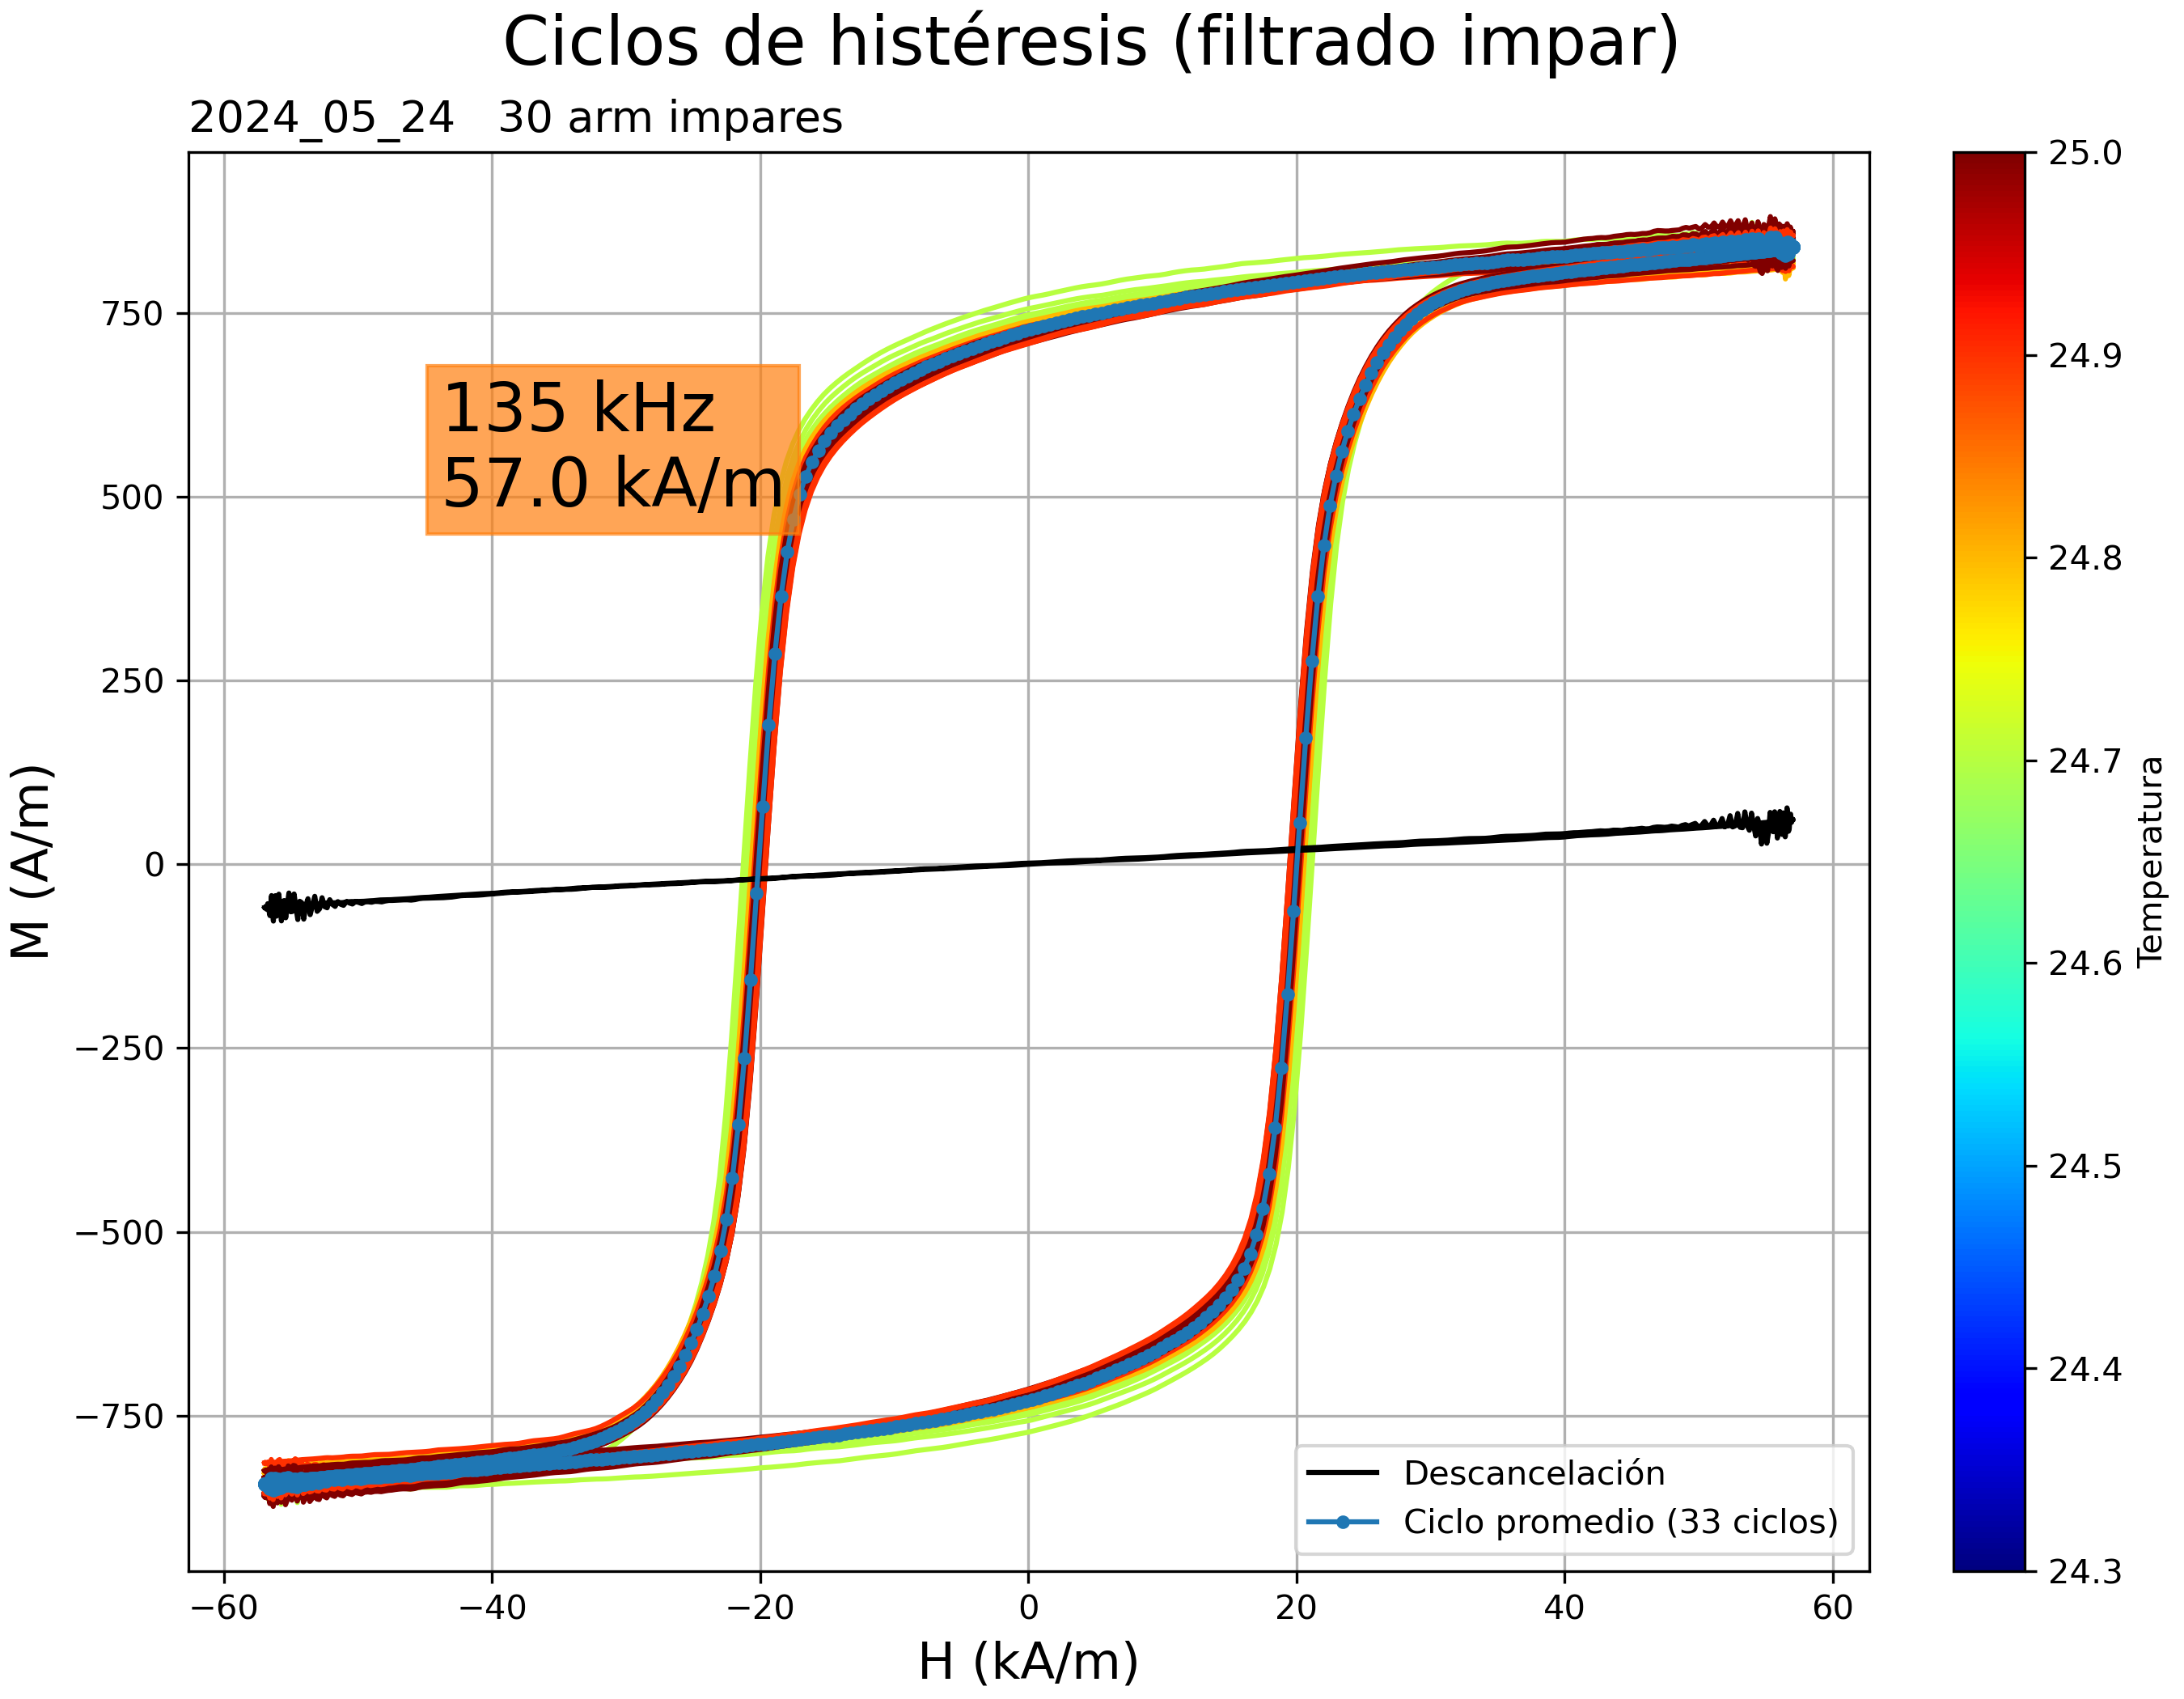 Ciclos de histéresis (filtrado impar)
2024_05_24   30 arm impares
135 kHz
57.0 kA/m
M (A/m)
750
500
250
0
−250
−500
−750
−60
−40
−20
0
20
40
60
H (kA/m)
Descancelación
Ciclo promedio (33 ciclos)
25.0
24.9
24.8
24.7
24.6
24.5
24.4
24.3
Temperatura